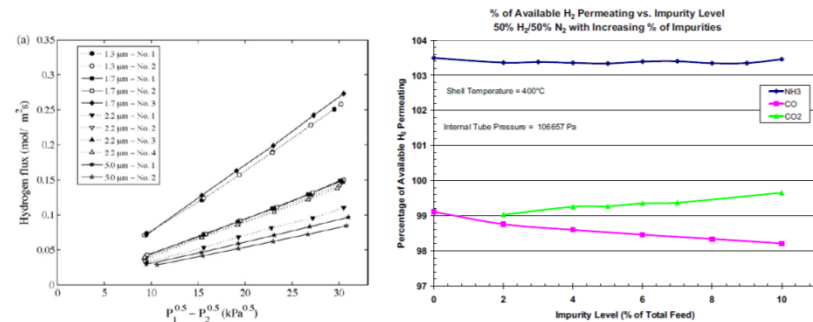 (a)
0.35
0.3
0.25
0.2
0.15
0.1
0.05
0
0
5
10
15
20
25
30
35
Hydrogen flux (mol/ m²s)
P₁^0.5 – P₂^0.5 (kPa^0.5)
1.3 µm – No. 1
1.3 µm – No. 2
1.7 µm – No. 1
1.7 µm – No. 2
1.7 µm – No. 3
2.2 µm – No. 1
2.2 µm – No. 2
2.2 µm – No. 3
2.2 µm – No. 4
5.0 µm – No. 1
5.0 µm – No. 2
% of Available H₂ Permeating vs. Impurity Level
50% H₂/50% N₂ with Increasing % of Impurities
Percentage of Available H₂ Permeating
104
103
102
101
100
99
98
97
Shell Temperature = 400°C
Internal Tube Pressure = 106657 Pa
NH3
CO
CO2
0
2
4
6
8
10
Impurity Level (% of Total Feed)